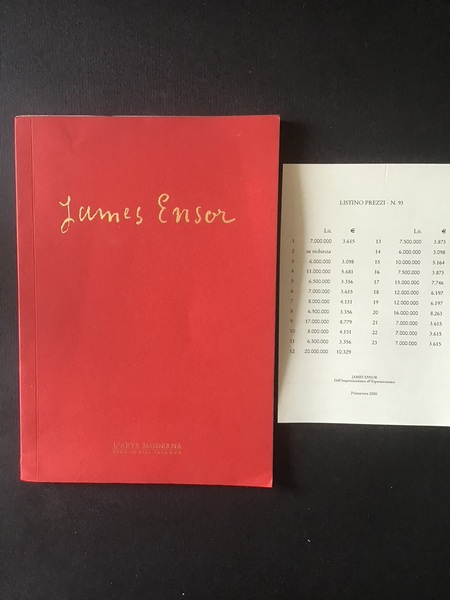 James Ensor
L'ARTE MODERNA
LISTINO PREZZI - N. 93
Lit. € Lit. €
1 7.000.000 3.615 13 7.500.000 3.873
2 su richiesta 14 6.000.000 3.098
3 6.000.000 3.098 15 10.000.000 5.164
4 11.000.000 5.681 16 7.500.000 3.873
5 6.500.000 3.356 17 15.000.000 7.746
6 7.000.000 3.615 18 12.000.000 6.197
7 8.000.000 4.131 19 12.000.000 6.197
8 6.500.000 3.356 20 16.000.000 8.263
9 17.000.000 8.779 21 7.000.000 3.615
10 8.000.000 4.131 22 7.000.000 3.615
11 6.500.000 3.356 23 7.000.000 3.615
12 20.000.000 10.329
JAMES ENSOR
Dall'Impressionismo all'Espressionismo
Primavera 2000